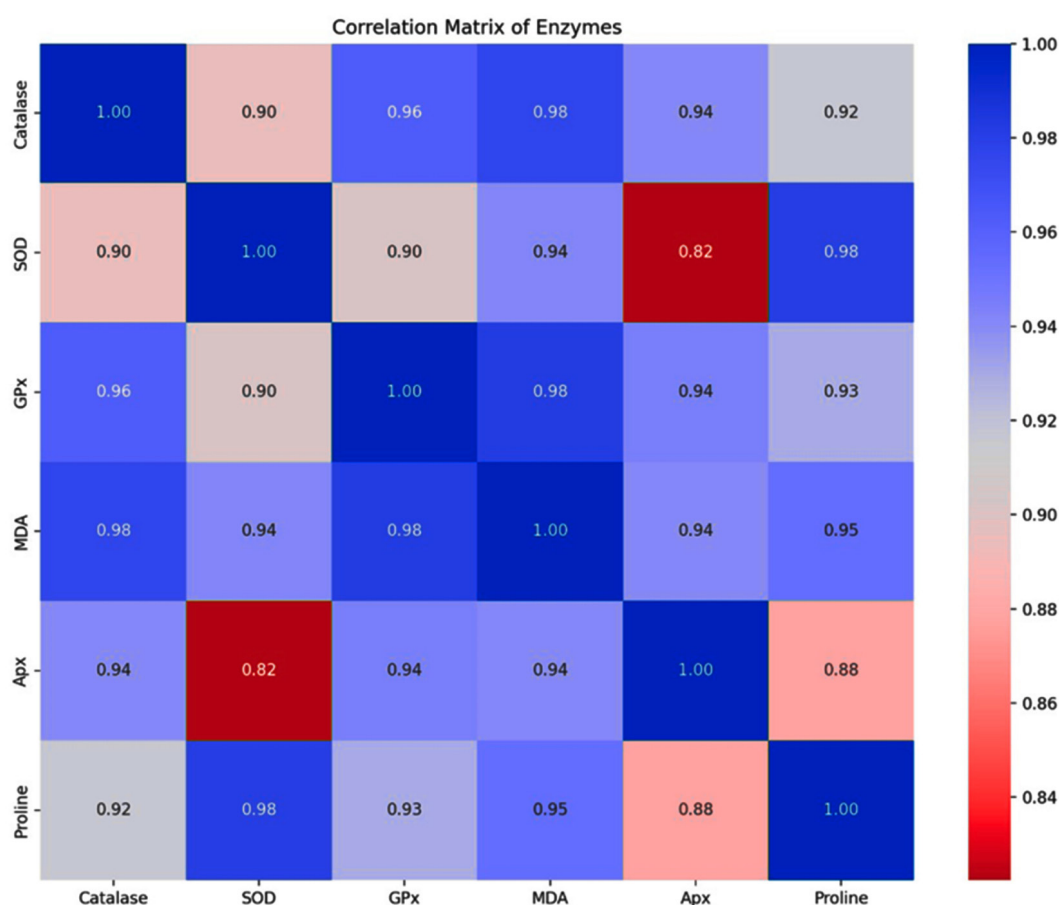 Correlation Matrix of Enzymes
Catalase 1.00 0.90 0.96 0.98 0.94 0.92
SOD 0.90 1.00 0.90 0.94 0.82 0.98
GPx 0.96 0.90 1.00 0.98 0.94 0.93
MDA 0.98 0.94 0.98 1.00 0.94 0.95
Apx 0.94 0.82 0.94 0.94 1.00 0.88
Proline 0.92 0.98 0.93 0.95 0.88 1.00
Catalase SOD GPx MDA Apx Proline
1.00
0.98
0.96
0.94
0.92
0.90
0.88
0.86
0.84